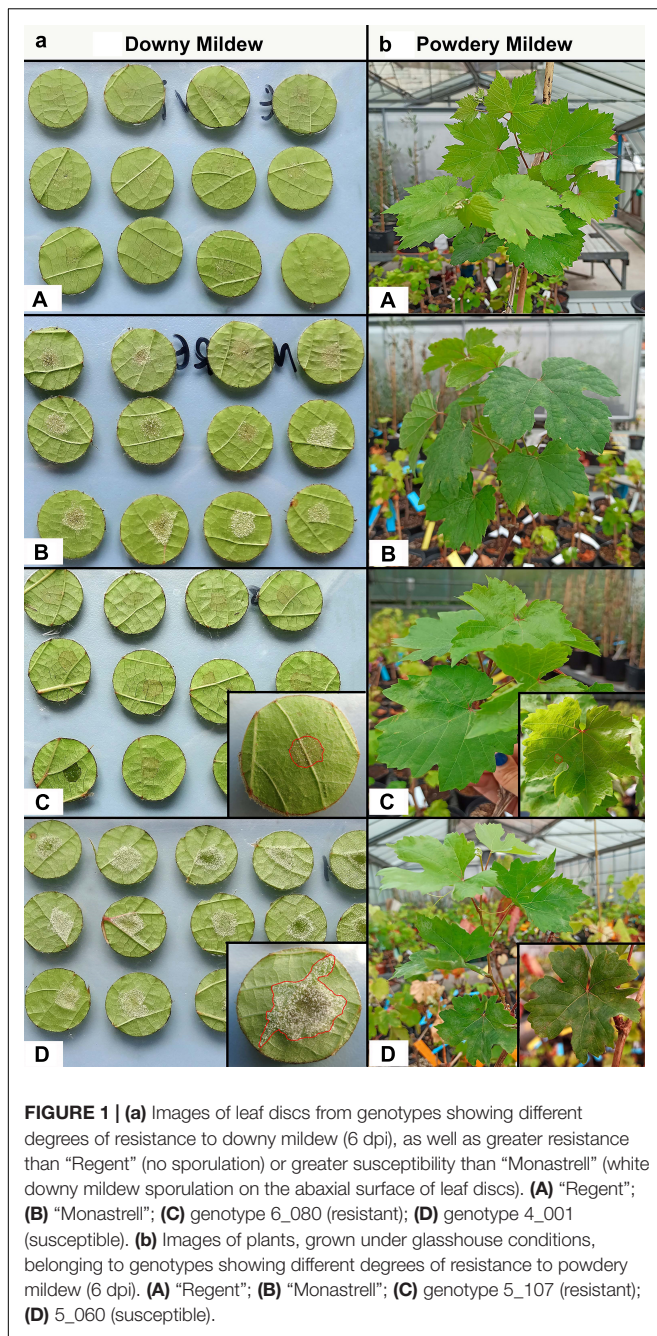 a Downy Mildew b Powdery Mildew
A A
B B
C C
D D
FIGURE 1 | (a) Images of leaf discs from genotypes showing different
degrees of resistance to downy mildew (6 dpi), as well as greater resistance
than “Regent” (no sporulation) or greater susceptibility than “Monastrell” (white
downy mildew sporulation on the abaxial surface of leaf discs). (A) “Regent”;
(B) “Monastrell”; (C) genotype 6_080 (resistant); (D) genotype 4_001
(susceptible). (b) Images of plants, grown under glasshouse conditions,
belonging to genotypes showing different degrees of resistance to powdery
mildew (6 dpi). (A) “Regent”; (B) “Monastrell”; (C) genotype 5_107 (resistant);
(D) 5_060 (susceptible).